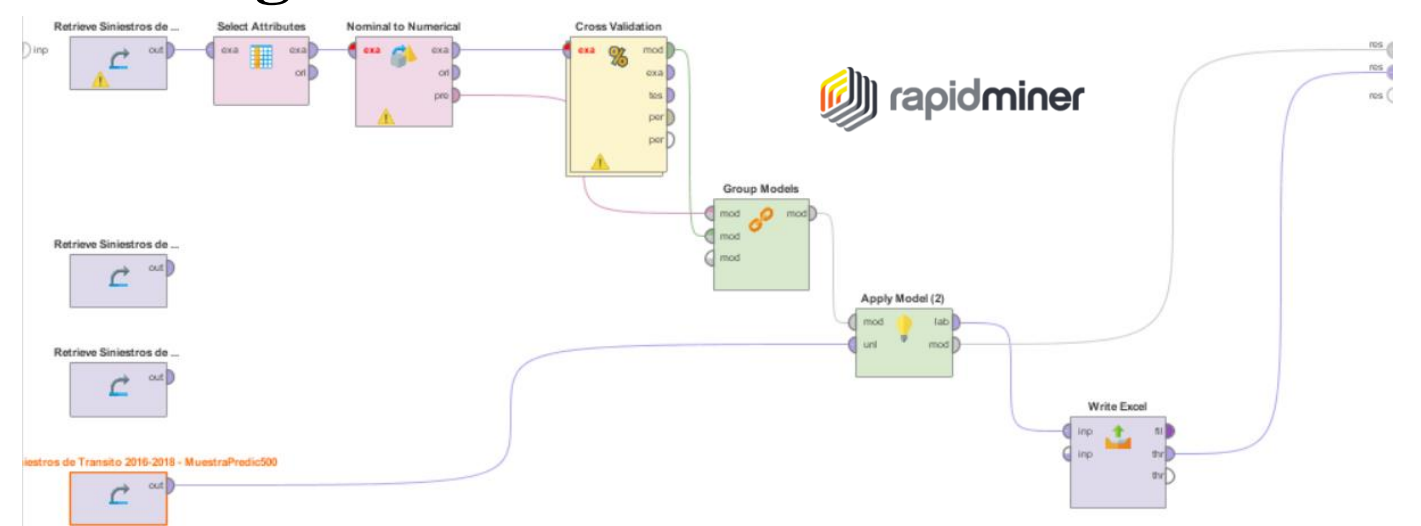 Retrieve Siniestros de ...
Select Attributes
Nominal to Numerical
Cross Validation
inp
out
exa
exa
ori
exa
exa
ori
pre
exa
mod
exa
tes
per
per
rapidminer
res
res
res
Group Models
mod
mod
mod
mod
Retrieve Siniestros de ...
out
Apply Model (2)
mod
lab
unl
mod
Retrieve Siniestros de ...
out
Write Excel
inp
fil
inp
thr
thr
iestros de Transito 2016-2018 - MuestraPredic500
out